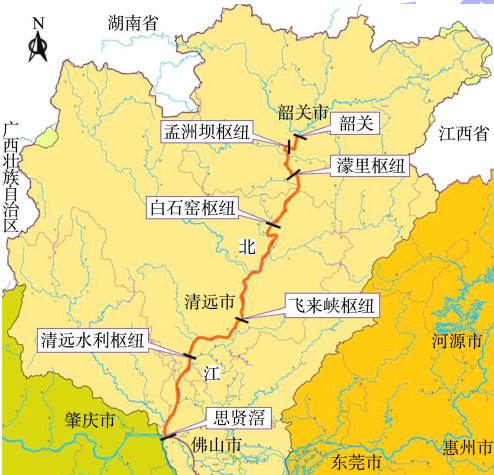 湖南省
N
韶关市
韶关
孟洲坝枢纽
江西省
广西壮族自治区
濛里枢纽
白石窑枢纽
北
清远市
飞来峡枢纽
清远水利枢纽
河源市
江
思贤滘
肇庆市
佛山市
惠州市
东莞市